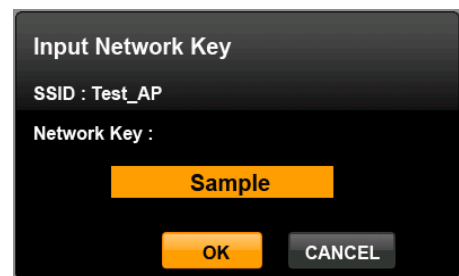 Input Network Key
SSID : Test_AP
Network Key :
Sample
OK CANCEL